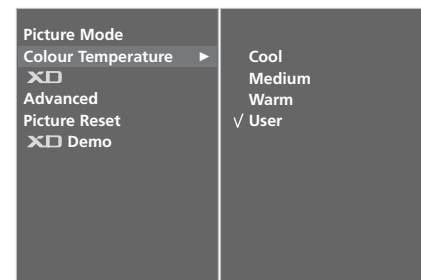 Picture Mode
Colour Temperature ►
XD
Advanced
Picture Reset
XD Demo
Cool
Medium
Warm
√ User